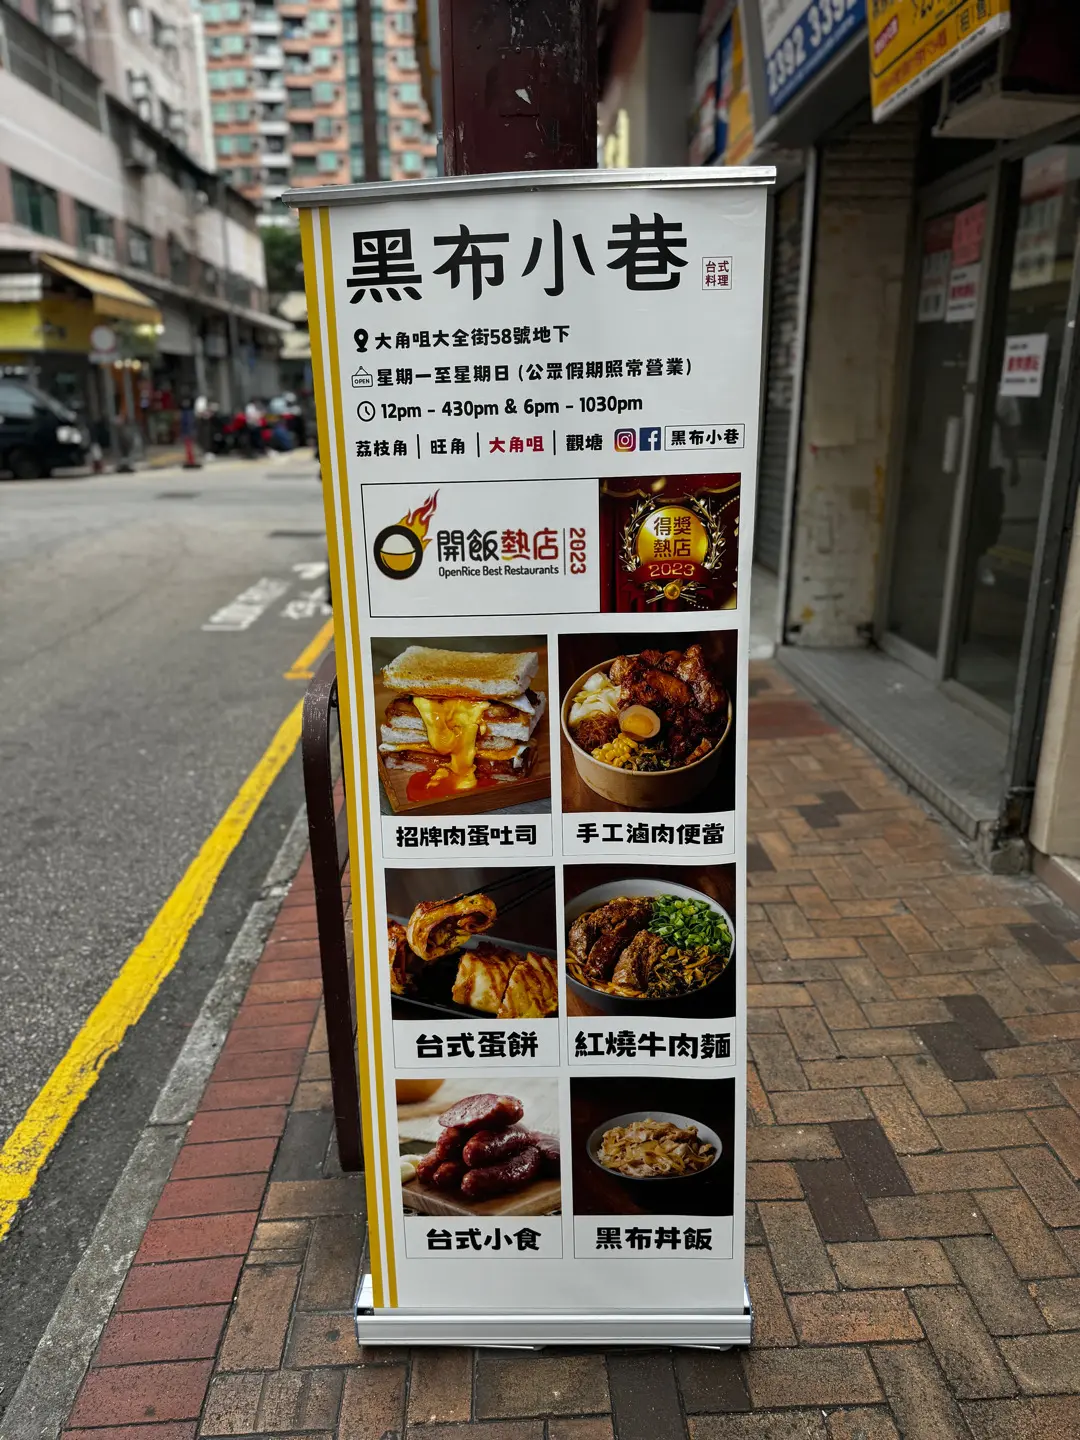 黑布小巷
台式
料理
大角咀大全街58號地下
OPEN
星期一至星期日 (公眾假期照常營業)
12pm - 430pm & 6pm - 1030pm
荔枝角 | 旺角 | 大角咀 | 觀塘 黑布小巷
開飯熱店 2023
OpenRice Best Restaurants
得獎
熱店
2023
招牌肉蛋吐司
手工滷肉便當
台式蛋餅
紅燒牛肉麵
台式小食
黑布丼飯
2392 3392